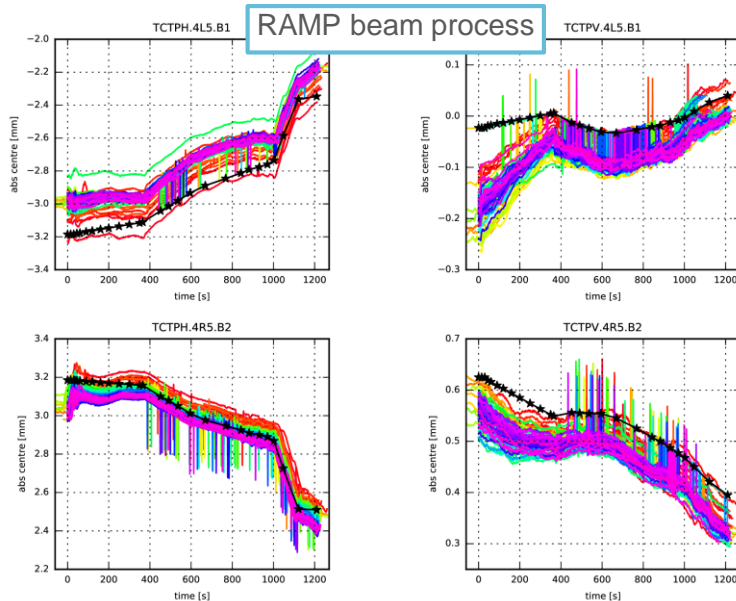 RAMP beam process
TCTPH.4L5.B1
−2.0
−2.2
−2.4
−2.6
−2.8
−3.0
−3.2
−3.4
abs centre [mm]
0 200 400 600 800 1000 1200
time [s]
TCTPV.4L5.B1
0.1
0.0
−0.1
−0.2
−0.3
abs centre [mm]
0 200 400 600 800 1000 1200
time [s]
TCTPH.4R5.B2
3.4
3.2
3.0
2.8
2.6
2.4
2.2
abs centre [mm]
0 200 400 600 800 1000 1200
time [s]
TCTPV.4R5.B2
0.7
0.6
0.5
0.4
0.3
abs centre [mm]
0 200 400 600 800 1000 1200
time [s]